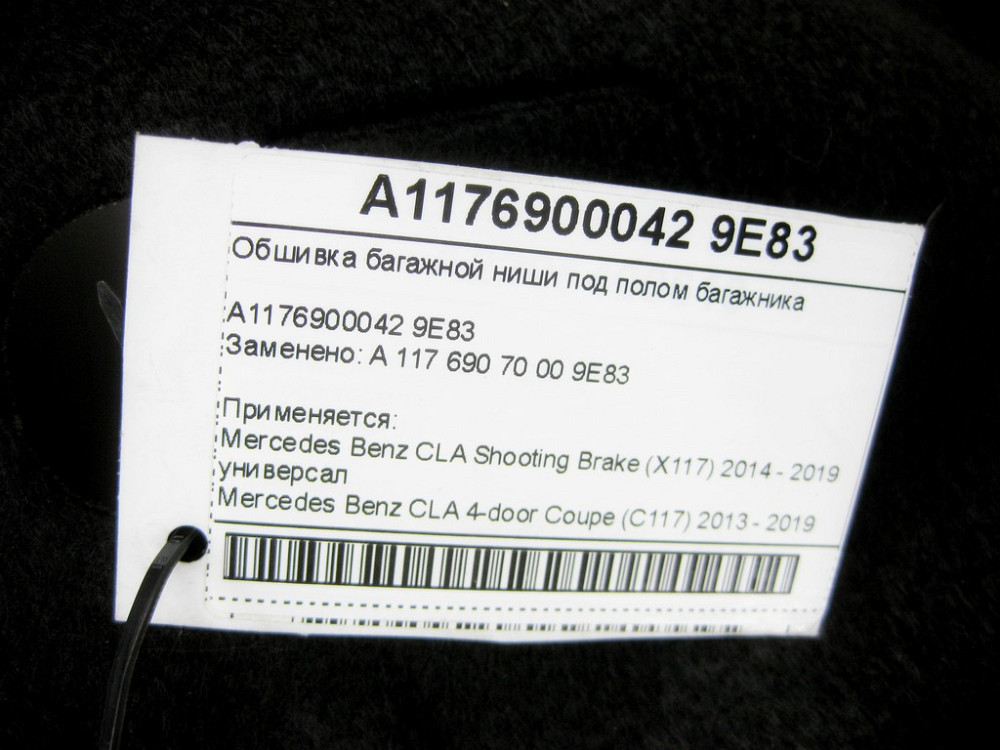 A1176900042 9E83
Обшивка багажной ниши под полом багажника
A1176900042 9E83
Заменено: A 117 690 70 00 9E83
Применяется:
Mercedes Benz CLA Shooting Brake (X117) 2014 - 2019
универсал
Mercedes Benz CLA 4-door Coupe (C117) 2013 - 2019